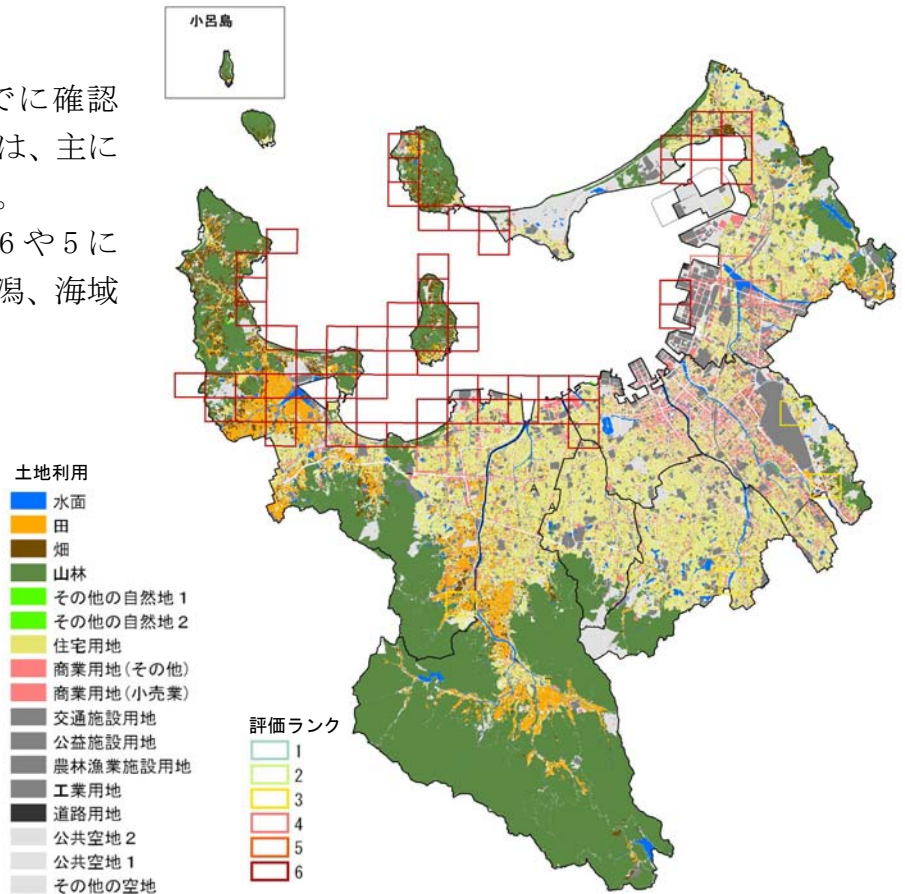 小呂島
でに確認
は、主に
。
6や5に
潟、海域
土地利用
水面
田
畑
山林
その他の自然地1
その他の自然地2
住宅用地
商業用地(その他)
商業用地(小売業)
交通施設用地
公益施設用地
農林漁業施設用地
工業用地
道路用地
公共空地2
公共空地1
その他の空地
評価ランク
1
2
3
4
5
6